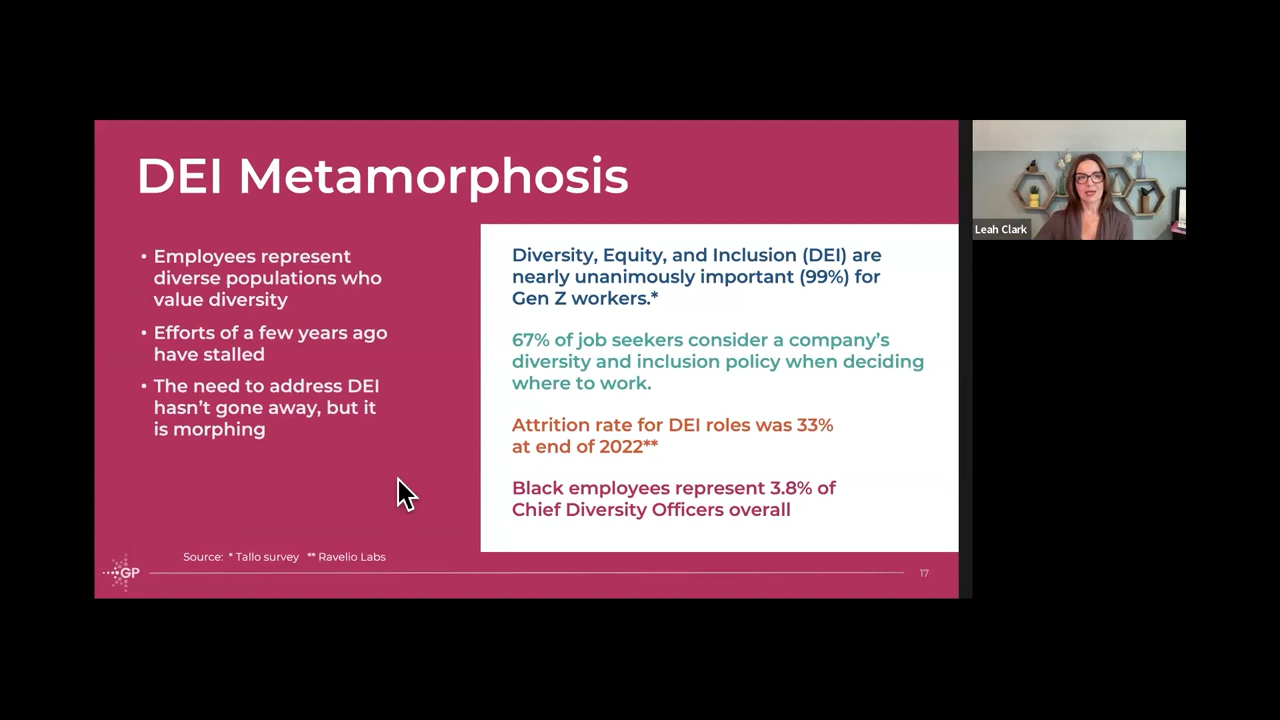 DEI Metamorphosis
• Employees represent
diverse populations who
value diversity
• Efforts of a few years ago
have stalled
• The need to address DEI
hasn't gone away, but it
is morphing
Diversity, Equity, and Inclusion (DEI) are
nearly unanimously important (99%) for
Gen Z workers.*
67% of job seekers consider a company's
diversity and inclusion policy when deciding
where to work.
Attrition rate for DEI roles was 33%
at end of 2022**
Black employees represent 3.8% of
Chief Diversity Officers overall
Source: * Tallo survey ** Ravelio Labs
GP
17
Leah Clark